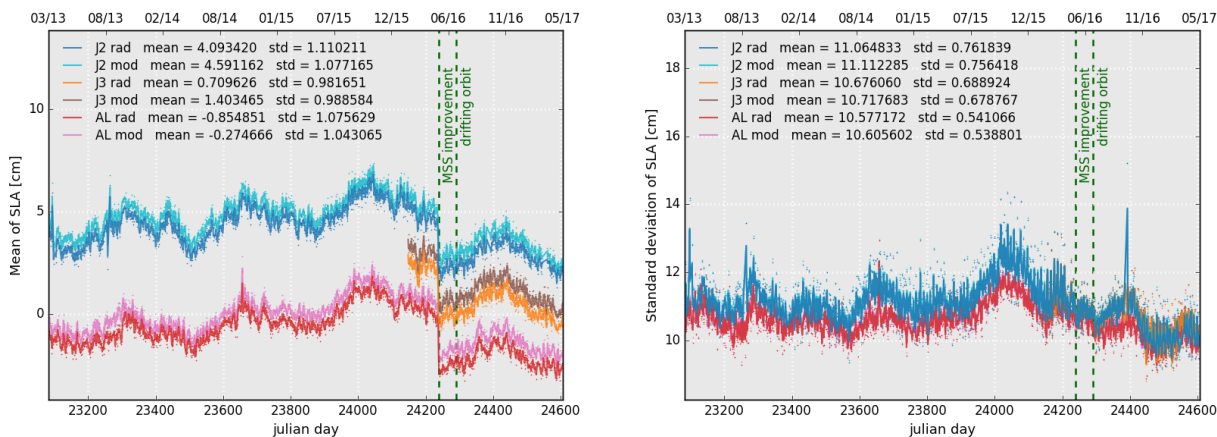 03/13 08/13 02/14 08/14 01/15 07/15 12/15 06/16 11/16 05/17
J2 rad mean = 4.093420 std = 1.110211
J2 mod mean = 4.591162 std = 1.077165
J3 rad mean = 0.709626 std = 0.981651
J3 mod mean = 1.403465 std = 0.988584
AL rad mean = -0.854851 std = 1.075629
AL mod mean = -0.274666 std = 1.043065
MSS improvement
drifting orbit
10
5
0
Mean of SLA [cm]
23200 23400 23600 23800 24000 24200 24400 24600
julian day
03/13 08/13 02/14 08/14 01/15 07/15 12/15 06/16 11/16 05/17
J2 rad mean = 11.064833 std = 0.761839
J2 mod mean = 11.112285 std = 0.756418
J3 rad mean = 10.676060 std = 0.688924
J3 mod mean = 10.717683 std = 0.678767
AL rad mean = 10.577172 std = 0.541066
AL mod mean = 10.605602 std = 0.538801
MSS improvement
drifting orbit
18
16
14
12
10
Standard deviation of SLA [cm]
23200 23400 23600 23800 24000 24200 24400 24600
julian day